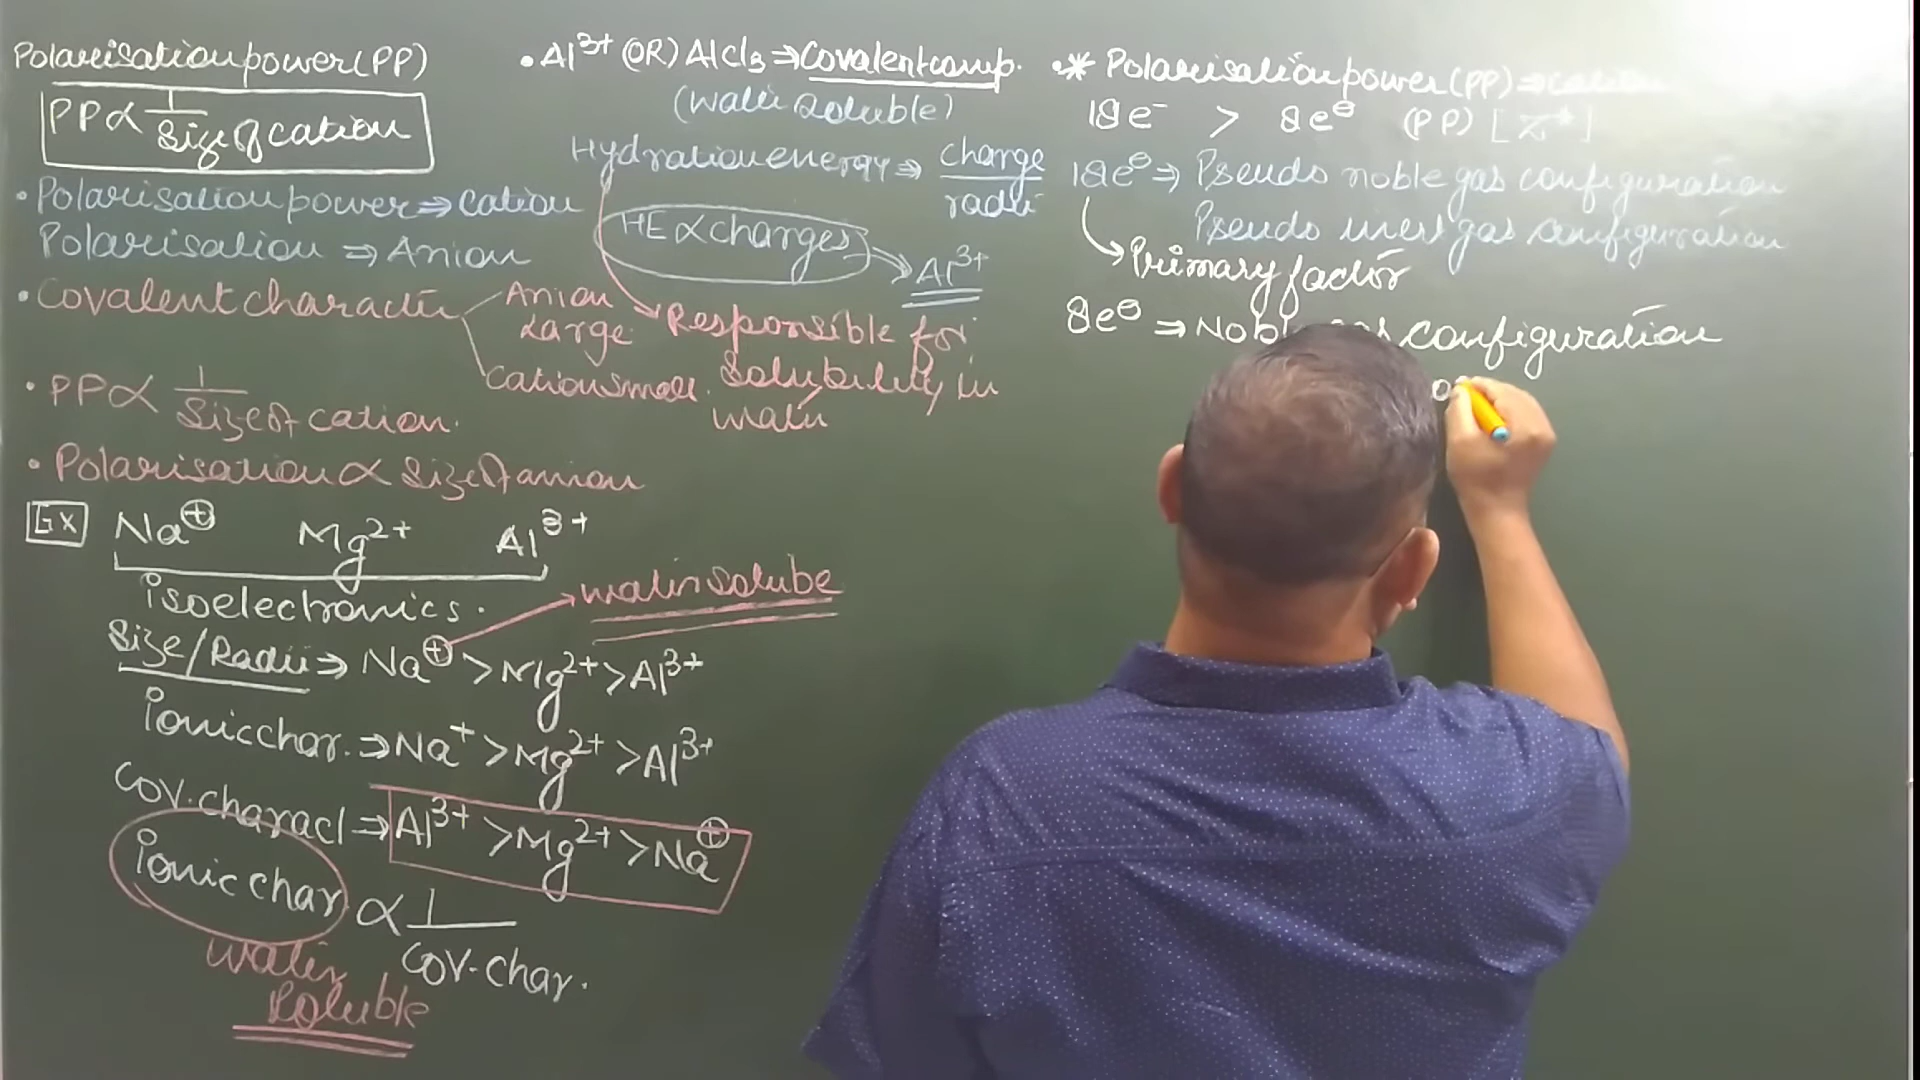 Polarisation power (PP)
PP ∝ 1/Size of cation
• Polarisation power ⇒ cation
Polarisation ⇒ Anion
• Covalent character
Anion Large
Cation small.
• PP ∝ 1/Size of cation.
• Polarisation ∝ size of anion
Ex Na⊕ Mg2+ Al3+
isoelectronics.
Size/Radii ⇒ Na⊕ > Mg2+ > Al3+
water solube
ionic char. ⇒ Na+ > Mg2+ > Al3+
Cov. charact ⇒ Al3+ > Mg2+ > Na⊕
ionic char. ∝ 1/Cov. char.
water
soluble
• Al3+ (OR) AlCl3 ⇒ Covalent comp.
(water soluble)
Hydration energy ⇒ charge/radii
HE ∝ charges
Al3+
Responsible for
Solubility in
water
•* Polarisation power (PP) ⇒ cation
18e- > 8e⊖ (PP) [Z*]
18e⊖ ⇒ Pseudo noble gas configuration
Pseudo inert gas configuration
Primary factor
8e⊖ ⇒ configuration